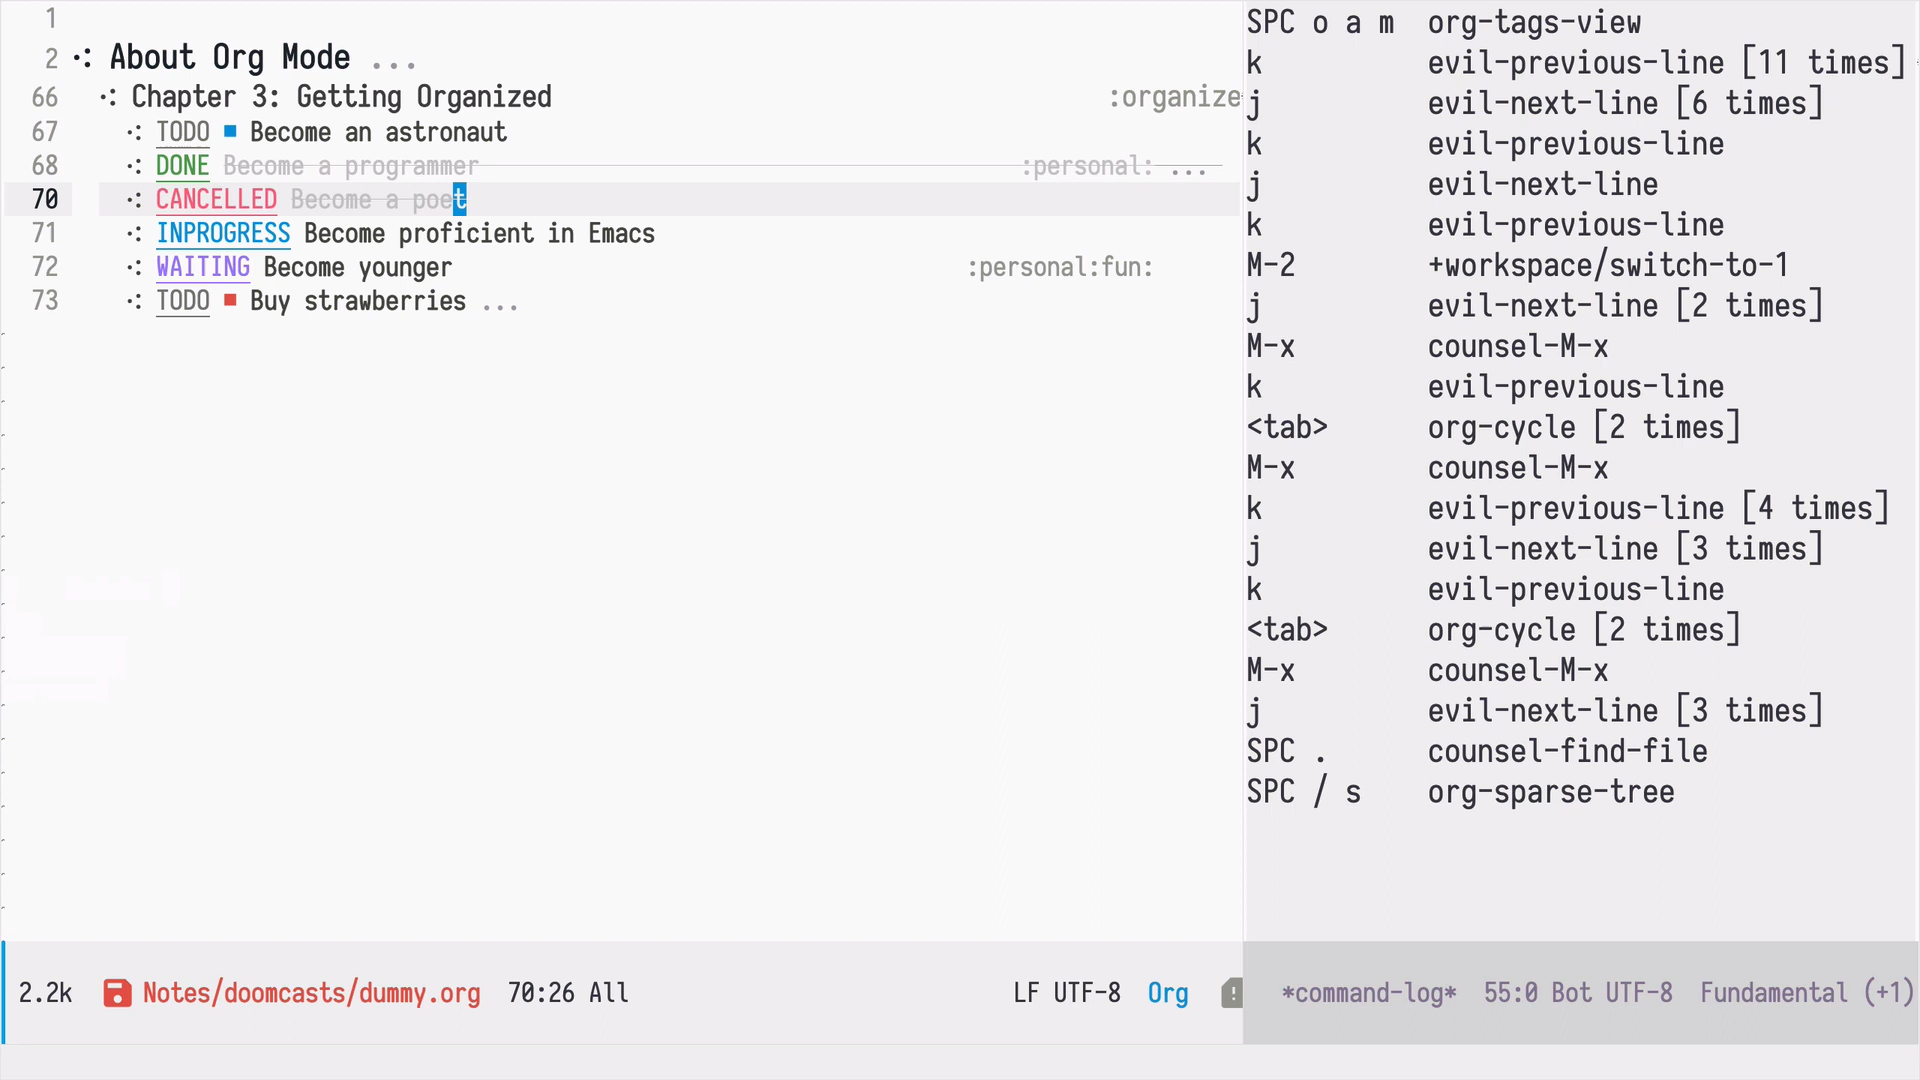 1
2 •: About Org Mode ...
66 •: Chapter 3: Getting Organized :organize
67 •: TODO ■ Become an astronaut
68 •: DONE Become a programmer :personal: ...
70 •: CANCELLED Become a poet
71 •: INPROGRESS Become proficient in Emacs
72 •: WAITING Become younger :personal:fun:
73 •: TODO ■ Buy strawberries ...
2.2k Notes/doomcasts/dummy.org 70:26 All LF UTF-8 Org !
SPC o a m org-tags-view
k evil-previous-line [11 times]
j evil-next-line [6 times]
k evil-previous-line
j evil-next-line
k evil-previous-line
M-2 +workspace/switch-to-1
j evil-next-line [2 times]
M-x counsel-M-x
k evil-previous-line
<tab> org-cycle [2 times]
M-x counsel-M-x
k evil-previous-line [4 times]
j evil-next-line [3 times]
k evil-previous-line
<tab> org-cycle [2 times]
M-x counsel-M-x
j evil-next-line [3 times]
SPC . counsel-find-file
SPC / s org-sparse-tree
*command-log* 55:0 Bot UTF-8 Fundamental (+1)